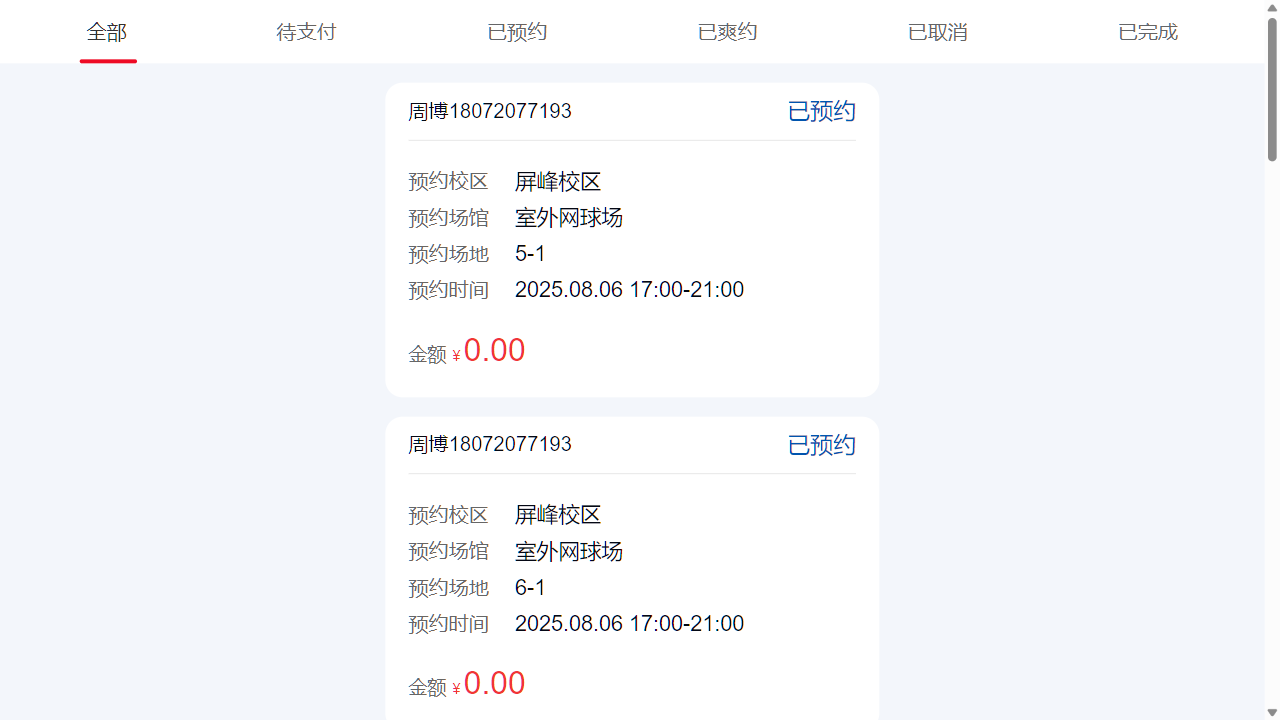 全部 待支付 已预约 已爽约 已取消 已完成
周博18072077193 已预约
预约校区 屏峰校区
预约场馆 室外网球场
预约场地 5-1
预约时间 2025.08.06 17:00-21:00
金额 ¥0.00
周博18072077193 已预约
预约校区 屏峰校区
预约场馆 室外网球场
预约场地 6-1
预约时间 2025.08.06 17:00-21:00
金额 ¥0.00